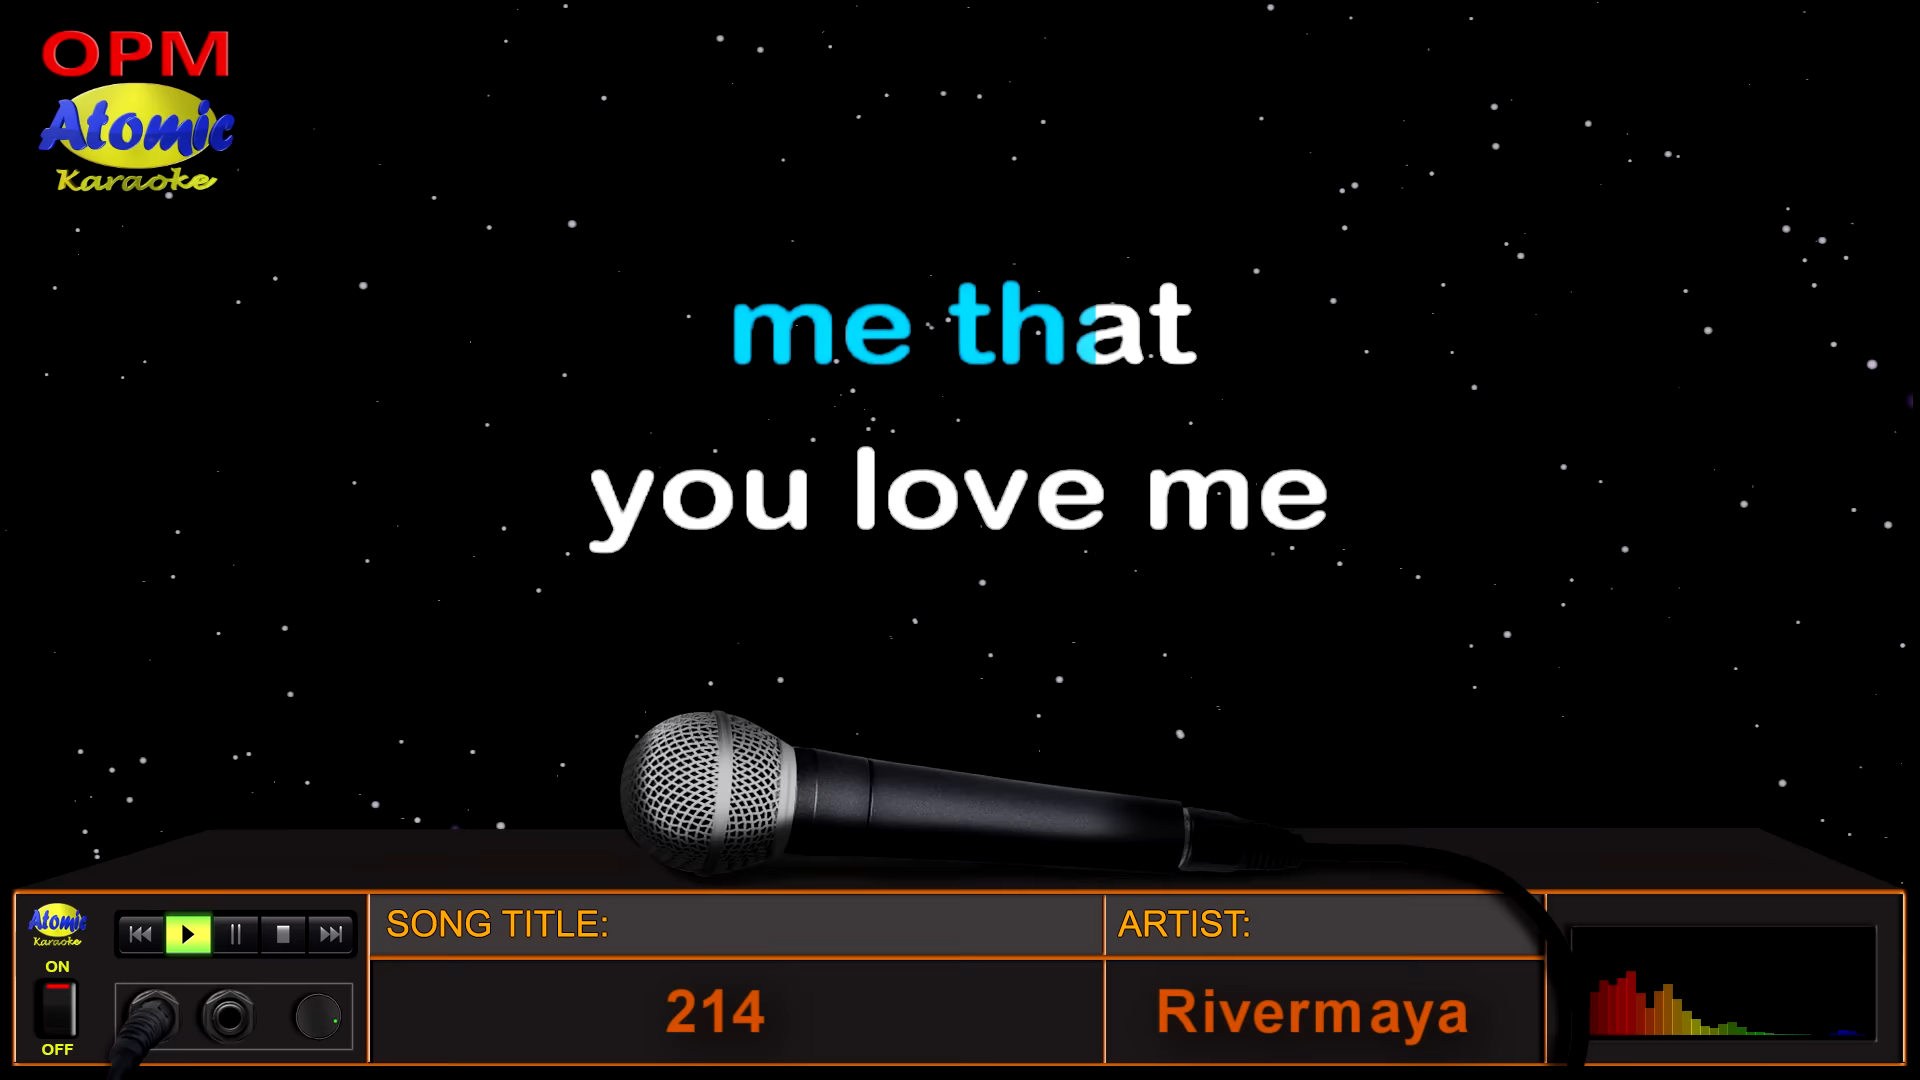 OPM
Atomic
Karaoke
me that
you love me
Atomic
Karaoke
ON
OFF
SONG TITLE:
ARTIST:
214
Rivermaya